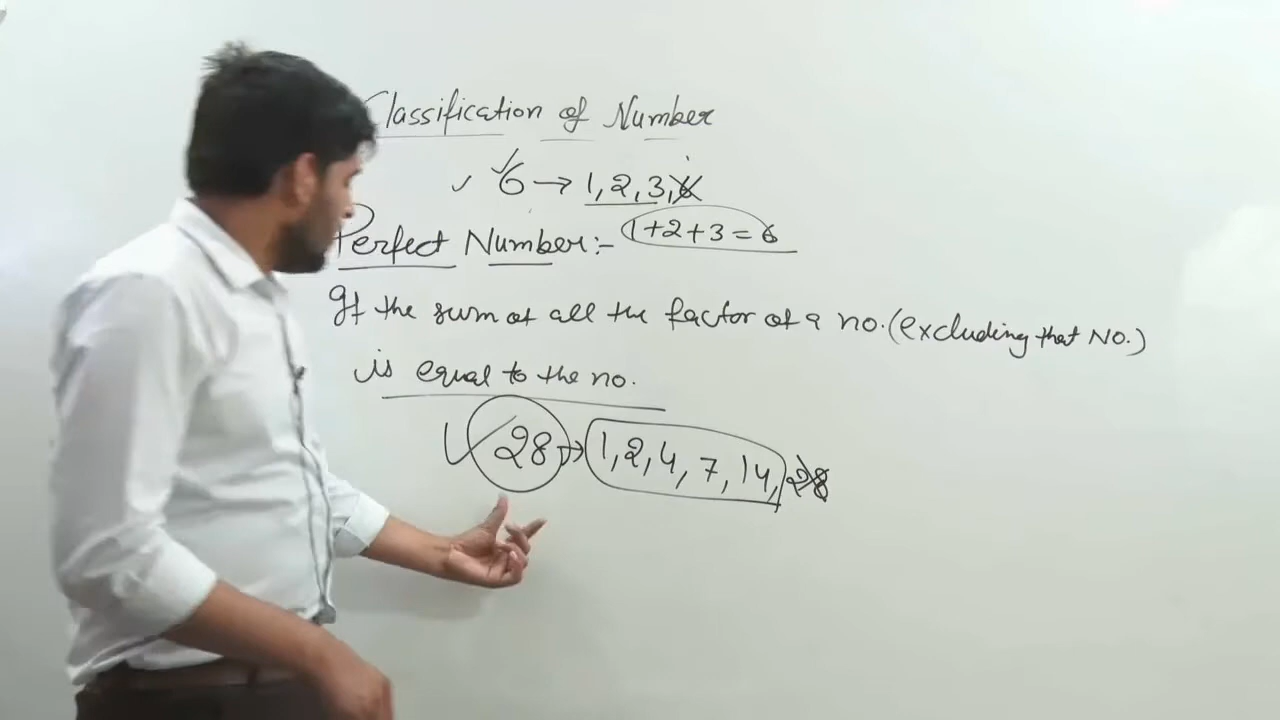 Classification of Number
✓ 6 → 1, 2, 3, 6
Perfect Number:- 1+2+3=6
If the sum of all the factor of a no. (excluding that No.)
is equal to the no.
✓ 28 → 1, 2, 4, 7, 14, 28